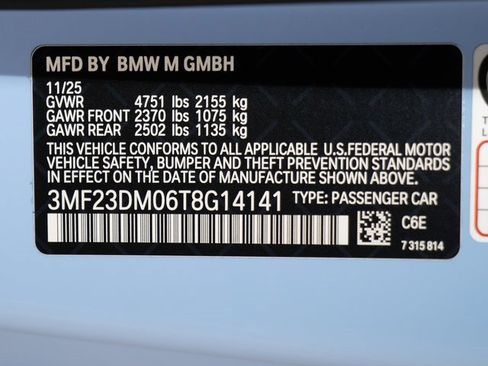 MFD BY BMW M GMBH
11/25
GVWR 4751 lbs 2155 kg
GAWR FRONT 2370 lbs 1075 kg
GAWR REAR 2502 lbs 1135 kg
THIS VEHICLE CONFORMS TO ALL APPLICABLE U.S.FEDERAL MOTOR
VEHICLE SAFETY, BUMPER AND THEFT PREVENTION STANDARDS
IN EFFECT ON THE DATE OF MANUFACTURE SHOWN ABOVE.
3MF23DM06T8G14141 TYPE: PASSENGER CAR
C6E
7 315 814